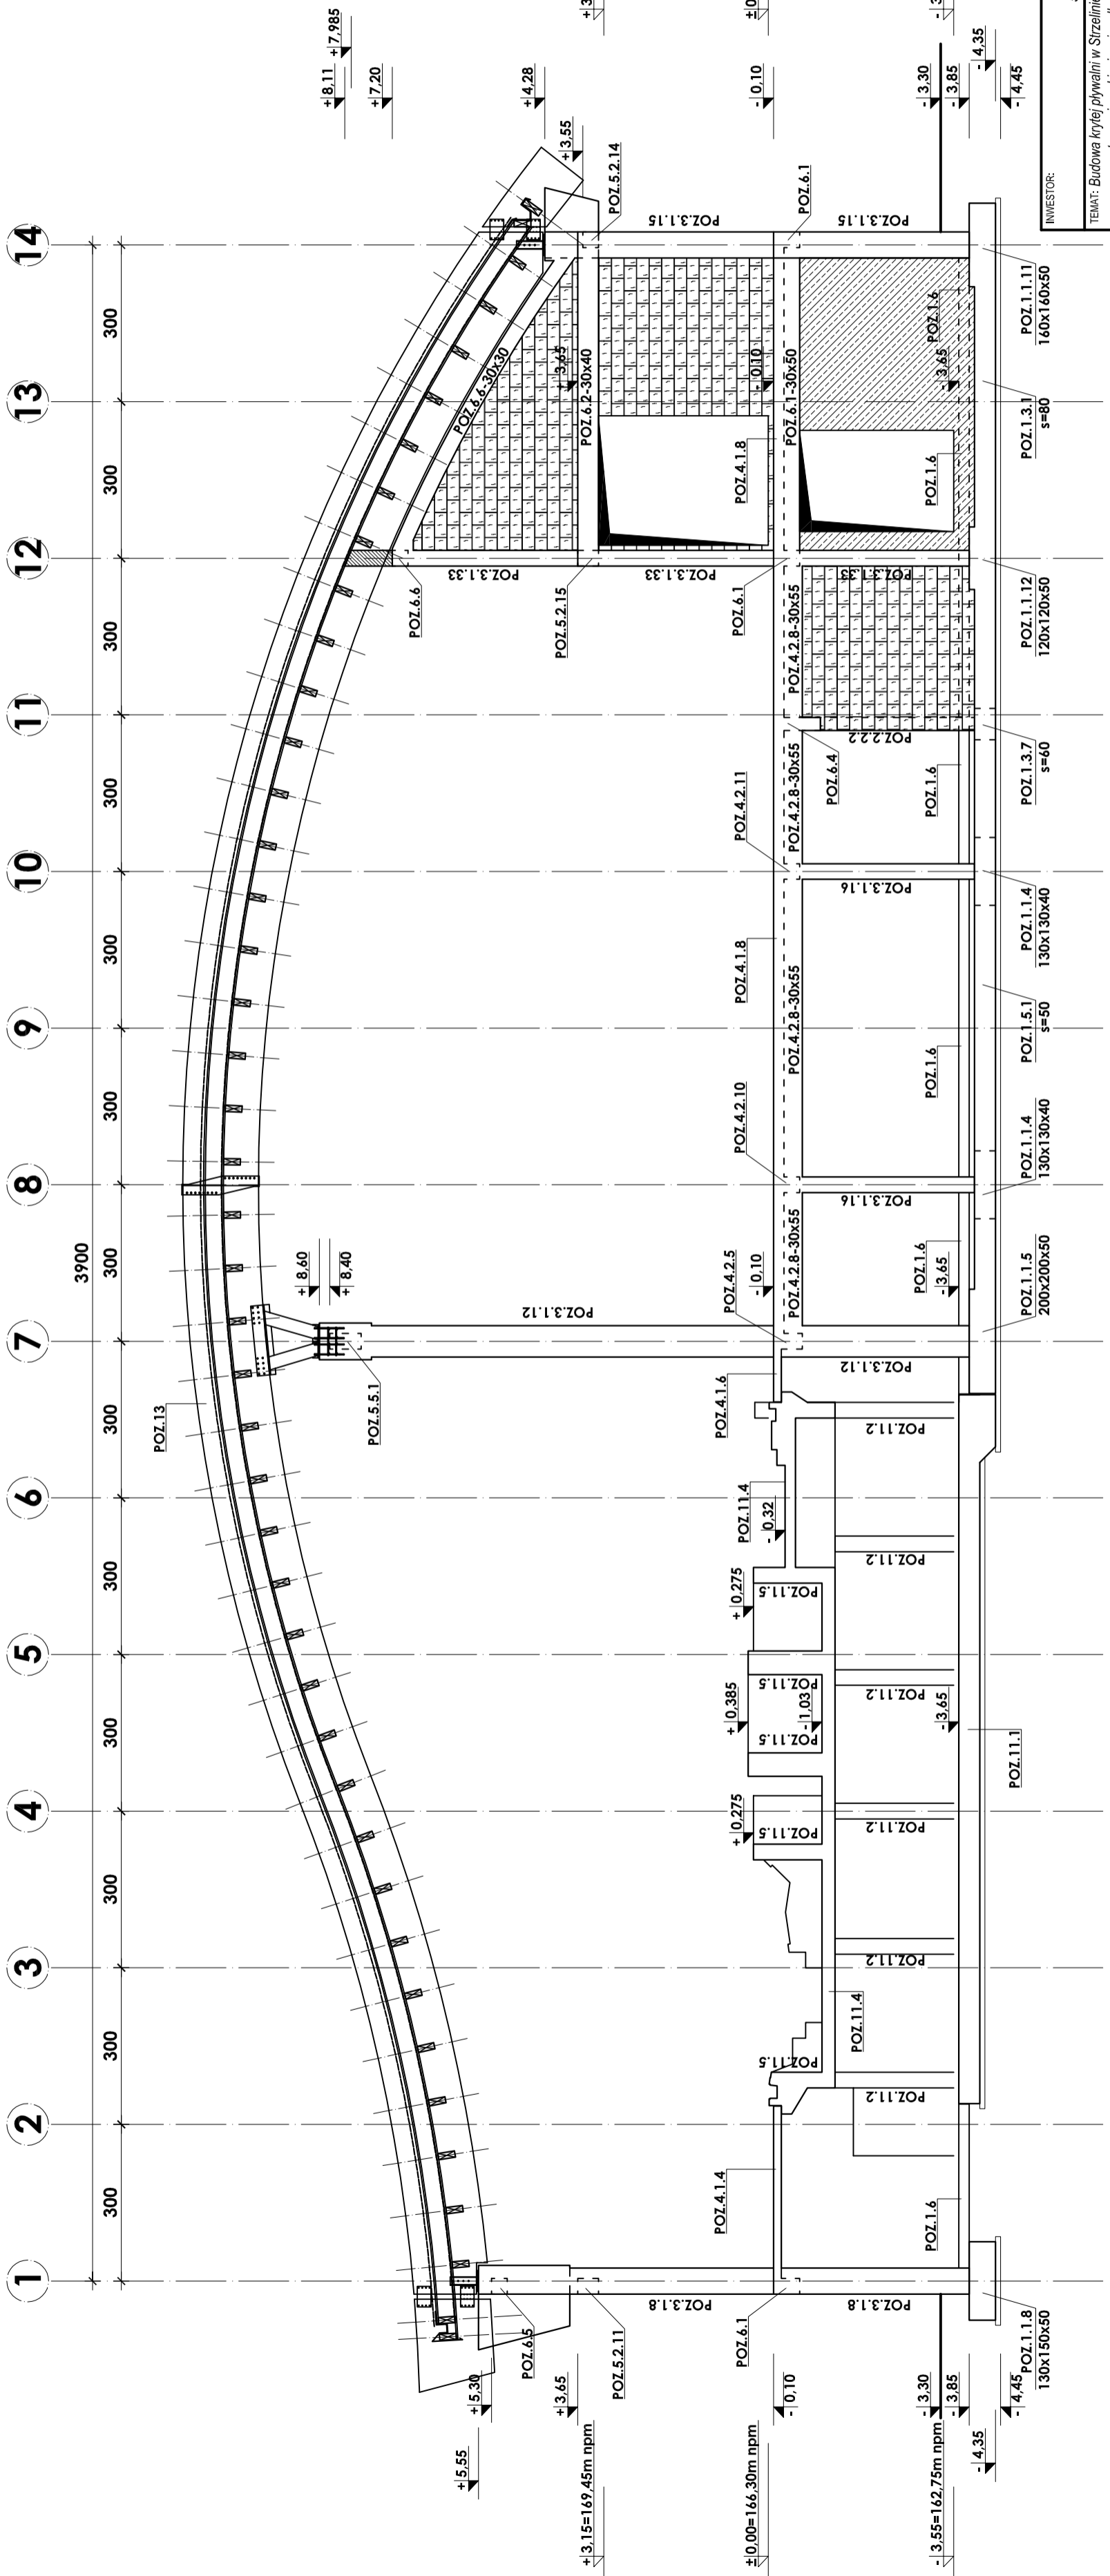 1
2
3
4
5
6
7
8
9
10
11
12
13
14
3900
300
300
300
300
300
300
300
300
300
300
300
300
300
POZ.13
+ 8,60
+ 8,40
POZ.5.5.1
POZ.3.1.12
POZ.3.1.12
+ 5,55
+ 5,30
+ 3,65
POZ.6.5
POZ.5.2.11
POZ.6.1
POZ.3.1.8
POZ.3.1.8
+ 3,15=169,45m npm
±0,00=166,30m npm
- 3,55=162,75m npm
- 0,10
- 3,30
- 3,85
- 4,45
- 4,35
POZ.1.1.8
130x150x50
POZ.4.1.4
POZ.1.6
POZ.11.5
POZ.11.2
POZ.11.4
POZ.11.2
+ 0,275
POZ.11.5
POZ.11.2
+ 0,385
POZ.11.5
- 1,03
POZ.11.5
POZ.11.2
- 3,65
POZ.11.1
+ 0,275
POZ.11.5
POZ.11.2
POZ.11.4
- 0,32
POZ.11.2
POZ.4.1.6
POZ.4.2.5
- 0,10
POZ.4.2.8-30x55
POZ.1.6
- 3,65
POZ.1.1.5
200x200x50
POZ.4.2.10
POZ.3.1.16
POZ.1.1.4
130x130x40
POZ.4.1.8
POZ.4.2.8-30x55
POZ.1.6
POZ.1.5.1
s=50
POZ.4.2.11
POZ.3.1.16
POZ.1.1.4
130x130x40
POZ.4.2.8-30x55
POZ.6.4
POZ.1.6
POZ.2.2.2
POZ.1.3.7
s=60
POZ.4.2.8-30x55
POZ.6.6
POZ.5.2.15
POZ.6.1
POZ.3.1.33
POZ.3.1.33
POZ.3.1.33
POZ.1.1.12
120x120x50
POZ.6.6-30x30
3,65
POZ.6.2-30x40
- 0,10
POZ.4.1.8
POZ.6.1-30x50
POZ.1.6
- 3,65
POZ.1.6
POZ.1.3.1
s=80
POZ.1.1.11
160x160x50
POZ.3.1.15
POZ.3.1.15
POZ.5.2.14
POZ.6.1
+ 8,11
+ 7,985
+ 7,20
+ 4,28
+ 3,55
- 0,10
- 3,30
- 3,85
- 4,35
- 4,45
+ 3
±0
- 3
INWESTOR:
TEMAT: Budowa krytej pływalni w Strzelinie